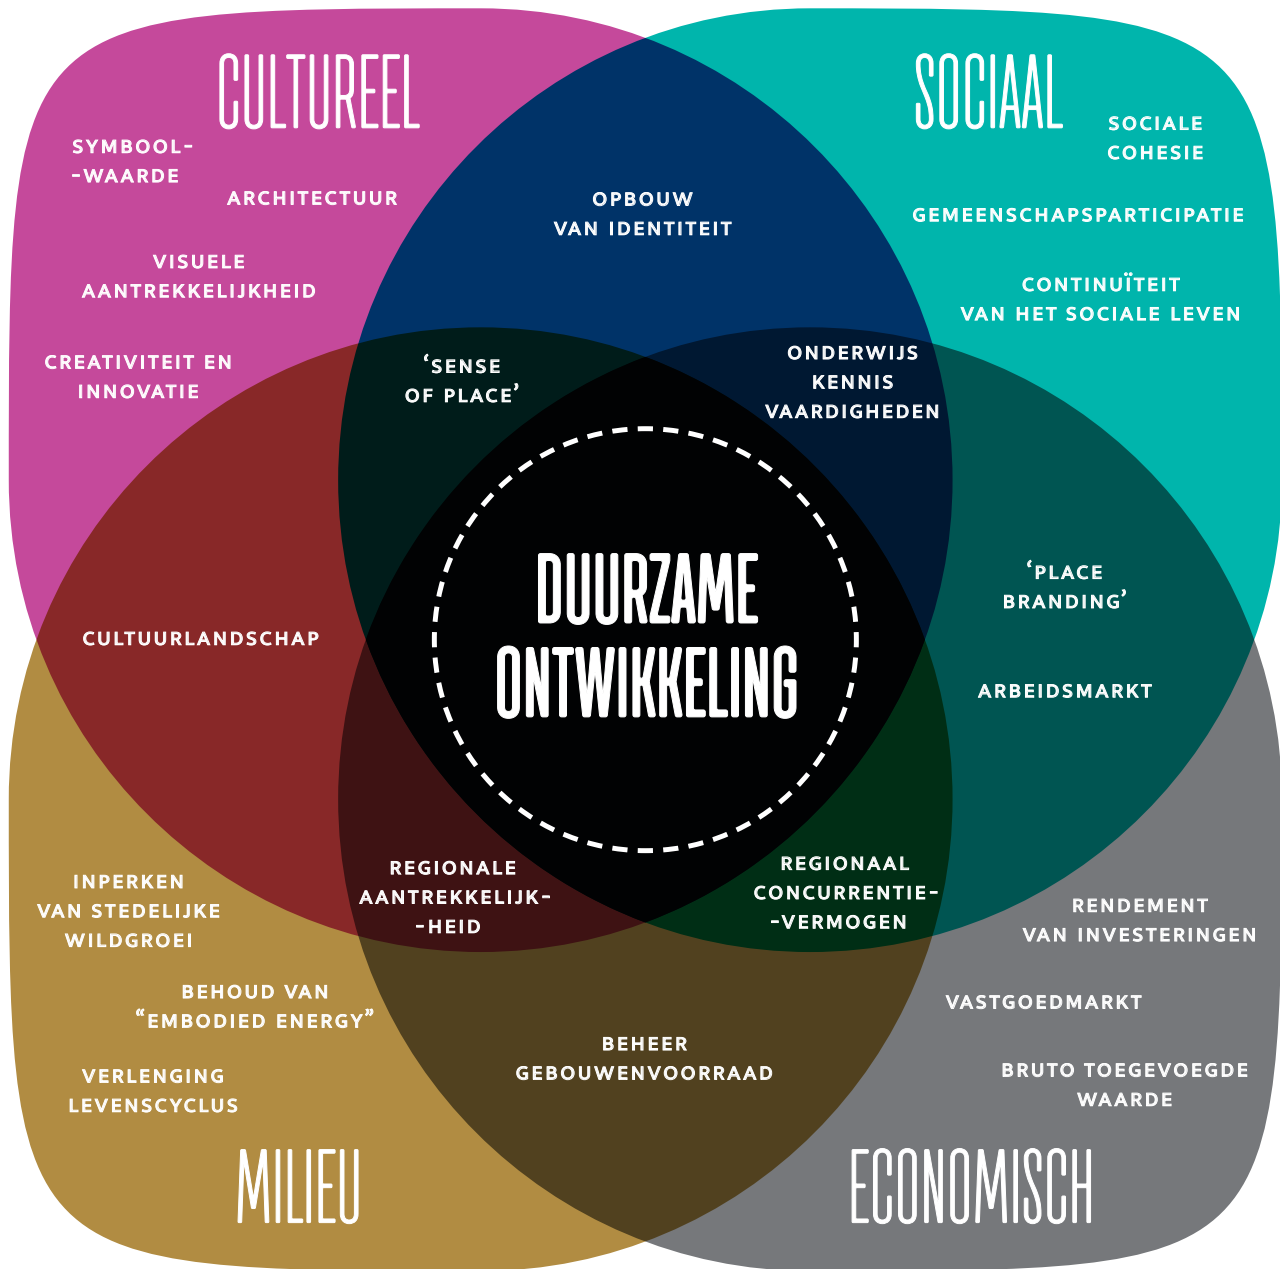 CULTUREEL
SYMBOOL-
-WAARDE
ARCHITECTUUR
VISUELE
AANTREKKELIJKHEID
CREATIVITEIT EN
INNOVATIE
OPBOUW
VAN IDENTITEIT
SOCIAAL
SOCIALE
COHESIE
GEMEENSCHAPSPARTICIPATIE
CONTINUÏTEIT
VAN HET SOCIALE LEVEN
‘SENSE
OF PLACE’
ONDERWIJS
KENNIS
VAARDIGHEDEN
CULTUURLANDSCHAP
DUURZAME
ONTWIKKELING
‘PLACE
BRANDING’
ARBEIDSMARKT
REGIONALE
AANTREKKELIJK-
-HEID
REGIONAAL
CONCURRENTIE-
-VERMOGEN
INPERKEN
VAN STEDELIJKE
WILDGROEI
BEHOUD VAN
“EMBODIED ENERGY”
VERLENGING
LEVENSCYCLUS
MILIEU
BEHEER
GEBOUWENVOORRAAD
RENDEMENT
VAN INVESTERINGEN
VASTGOEDMARKT
BRUTO TOEGEVOEGDE
WAARDE
ECONOMISCH